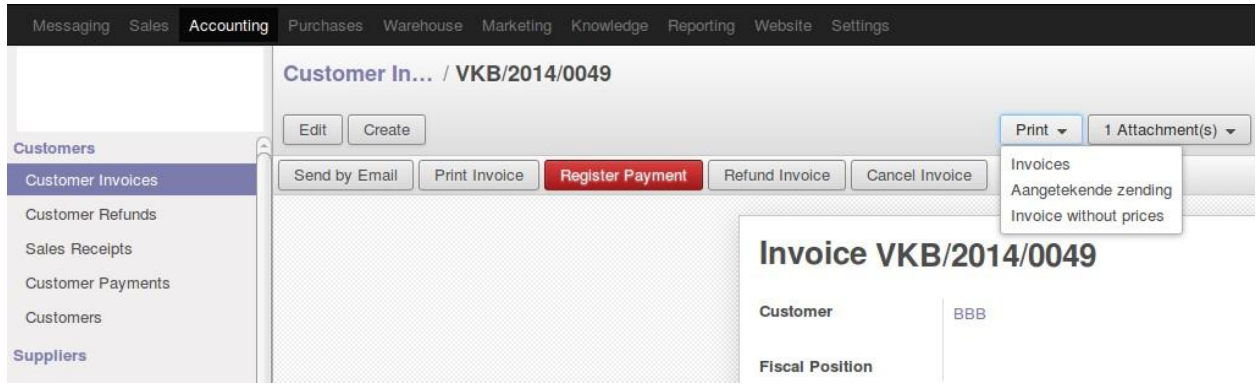 Messaging Sales Accounting Purchases Warehouse Marketing Knowledge Reporting Website Settings
Customer In... / VKB/2014/0049
Edit Create Print 1 Attachment(s)
Customers
Customer Invoices
Customer Refunds
Sales Receipts
Customer Payments
Customers
Suppliers
Send by Email Print Invoice Register Payment Refund Invoice Cancel Invoice
Invoices
Aangetekende zending
Invoice without prices
Invoice VKB/2014/0049
Customer BBB
Fiscal Position